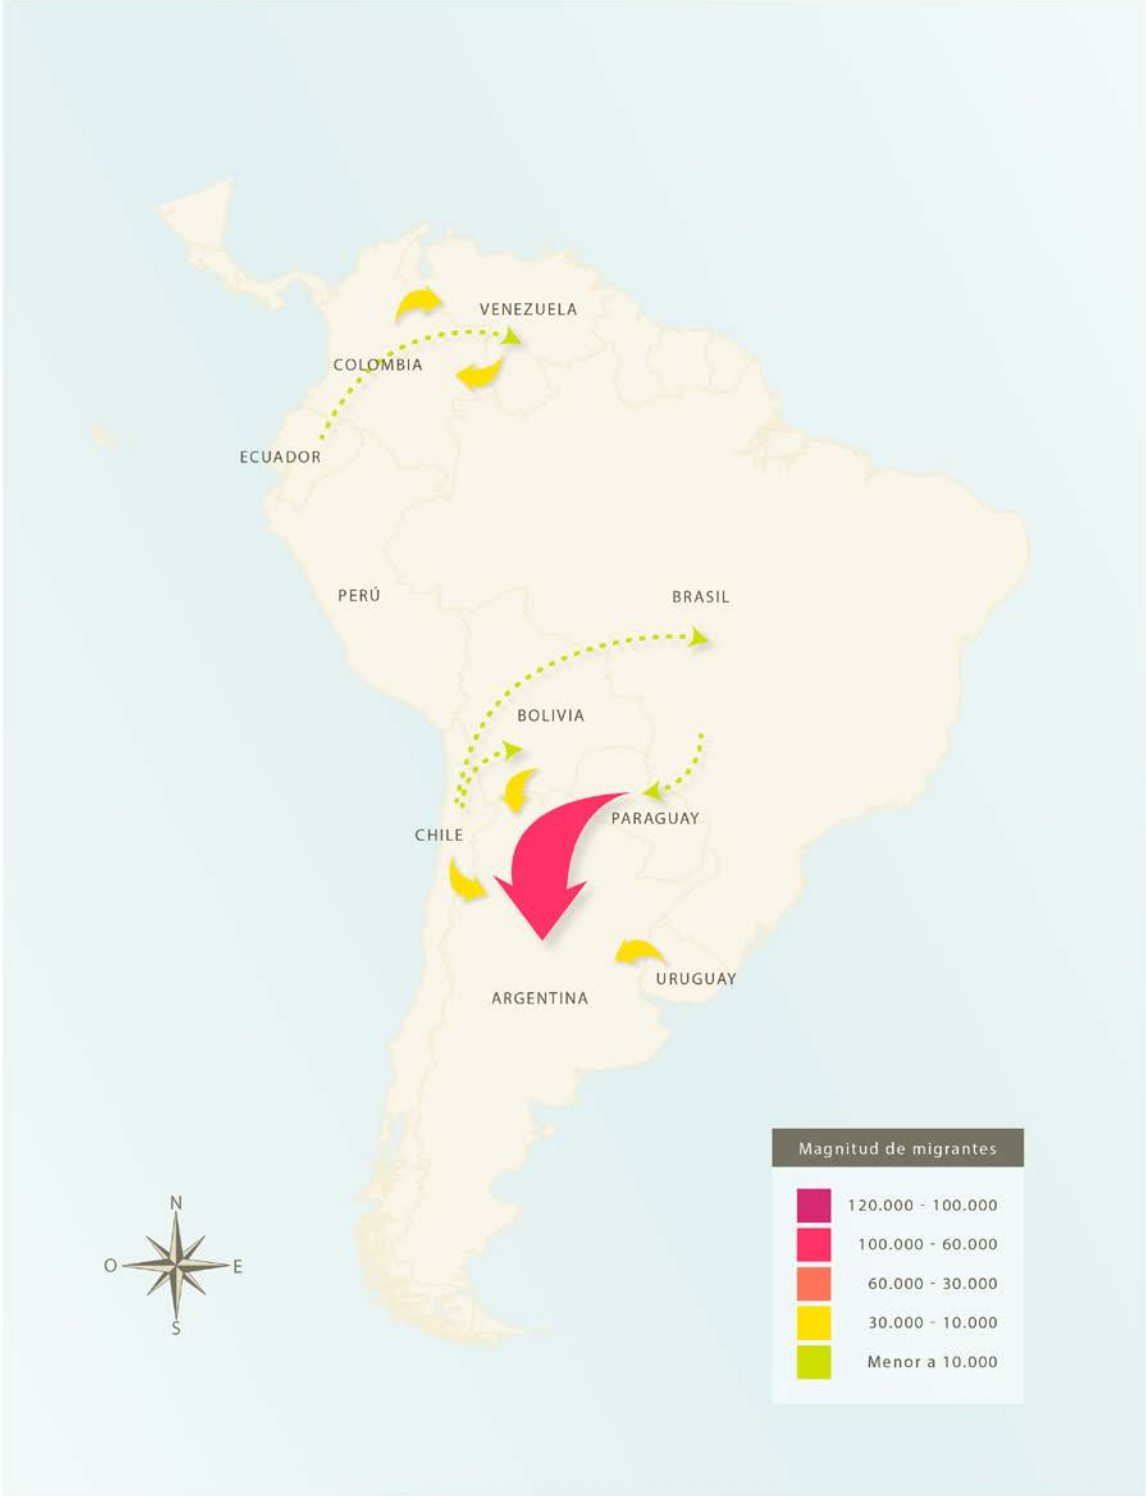 VENEZUELA
COLOMBIA
ECUADOR
PERÚ
BRASIL
BOLIVIA
PARAGUAY
CHILE
URUGUAY
ARGENTINA
Magnitud de migrantes
120.000 - 100.000
100.000 - 60.000
60.000 - 30.000
30.000 - 10.000
Menor a 10.000
N
O
E
S